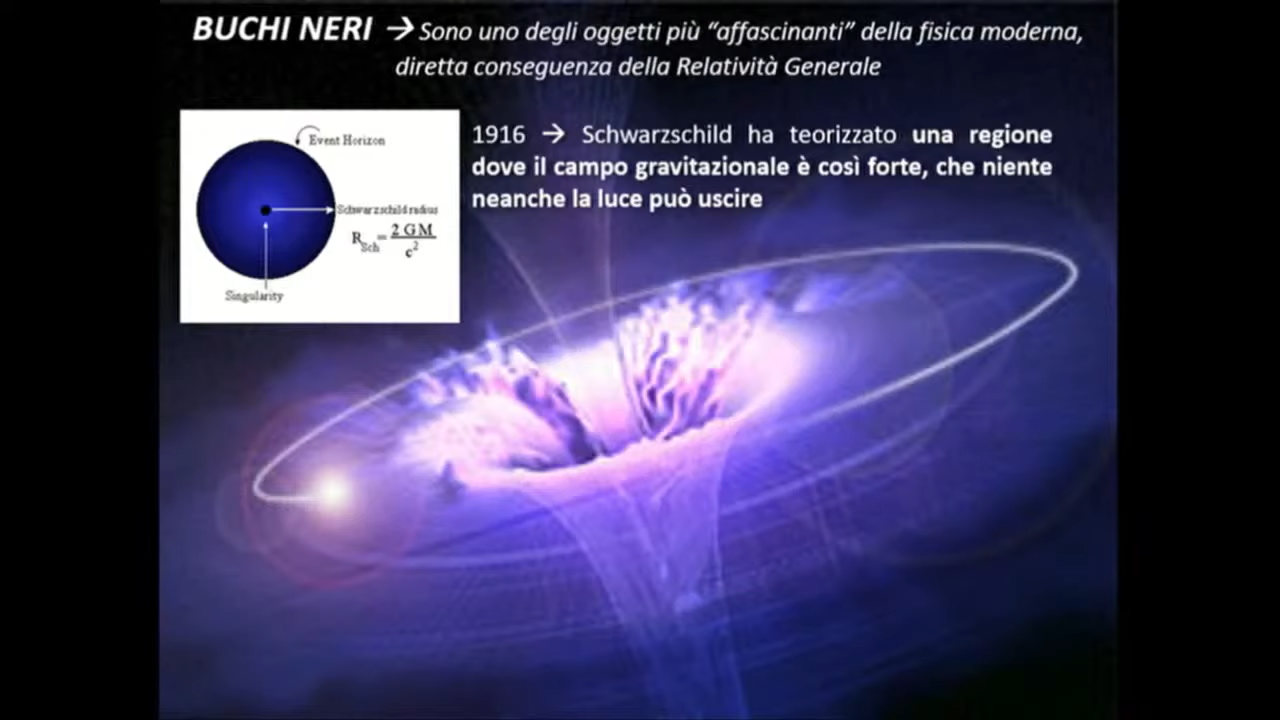 BUCHI NERI → Sono uno degli oggetti più “affascinanti” della fisica moderna,
diretta conseguenza della Relatività Generale
1916 → Schwarzschild ha teorizzato una regione
dove il campo gravitazionale è così forte, che niente
neanche la luce può uscire
Event Horizon
Schwarzschild radius
R_Sch = 2 G M / c²
Singularity